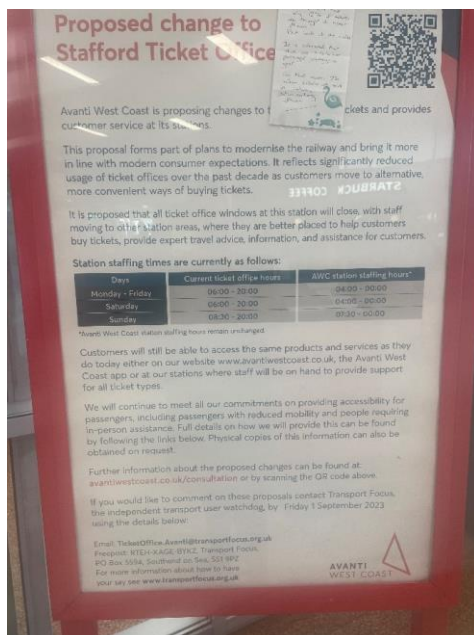 Proposed change to
Stafford Ticket Office
Avanti West Coast is proposing changes to ckets and provides
customer service at its stations.
This proposal forms part of plans to modernise the railway and bring it more
in line with modern consumer expectations. It reflects significantly reduced
usage of ticket offices over the past decade as customers move to alternative,
more convenient ways of buying tickets.
STARBUCK COFFEE
It is proposed that all ticket office windows at this station will close, with staff
moving to other station areas, where they are better placed to help customers
buy tickets, provide expert travel advice, information, and assistance for customers.
Station staffing times are currently as follows:
Days Current ticket office hours AWC station staffing hours*
Monday - Friday 06:00 - 20:00 04:00 - 00:00
Saturday 06:00 - 20:00 04:00 - 00:00
Sunday 08:30 - 20:00 07:30 - 00:00
*Avanti West Coast station staffing hours remain unchanged.
Customers will still be able to access the same products and services as they
do today either on our website www.avantiwestcoast.co.uk, the Avanti West
Coast app or at our stations where staff will be on hand to provide support
for all ticket types.
We will continue to meet all our commitments on providing accessibility for
passengers, including passengers with reduced mobility and people requiring
in-person assistance. Full details on how we will provide this can be found
by following the links below. Physical copies of this information can also be
obtained on request.
Further information about the proposed changes can be found at
avantiwestcoast.co.uk/consultation or by scanning the QR code above.
If you would like to comment on these proposals contact Transport Focus,
the independent transport user watchdog, by Friday 1 September 2023
using the details below:
Email: TicketOffice.Avanti@transportfocus.org.uk
Freepost: RTEH-XAGE-BYKZ, Transport Focus,
PO Box 5594, Southend on Sea, SS1 9PZ
For more information about how to have
your say see www.transportfocus.org.uk
AVANTI
WEST COAST